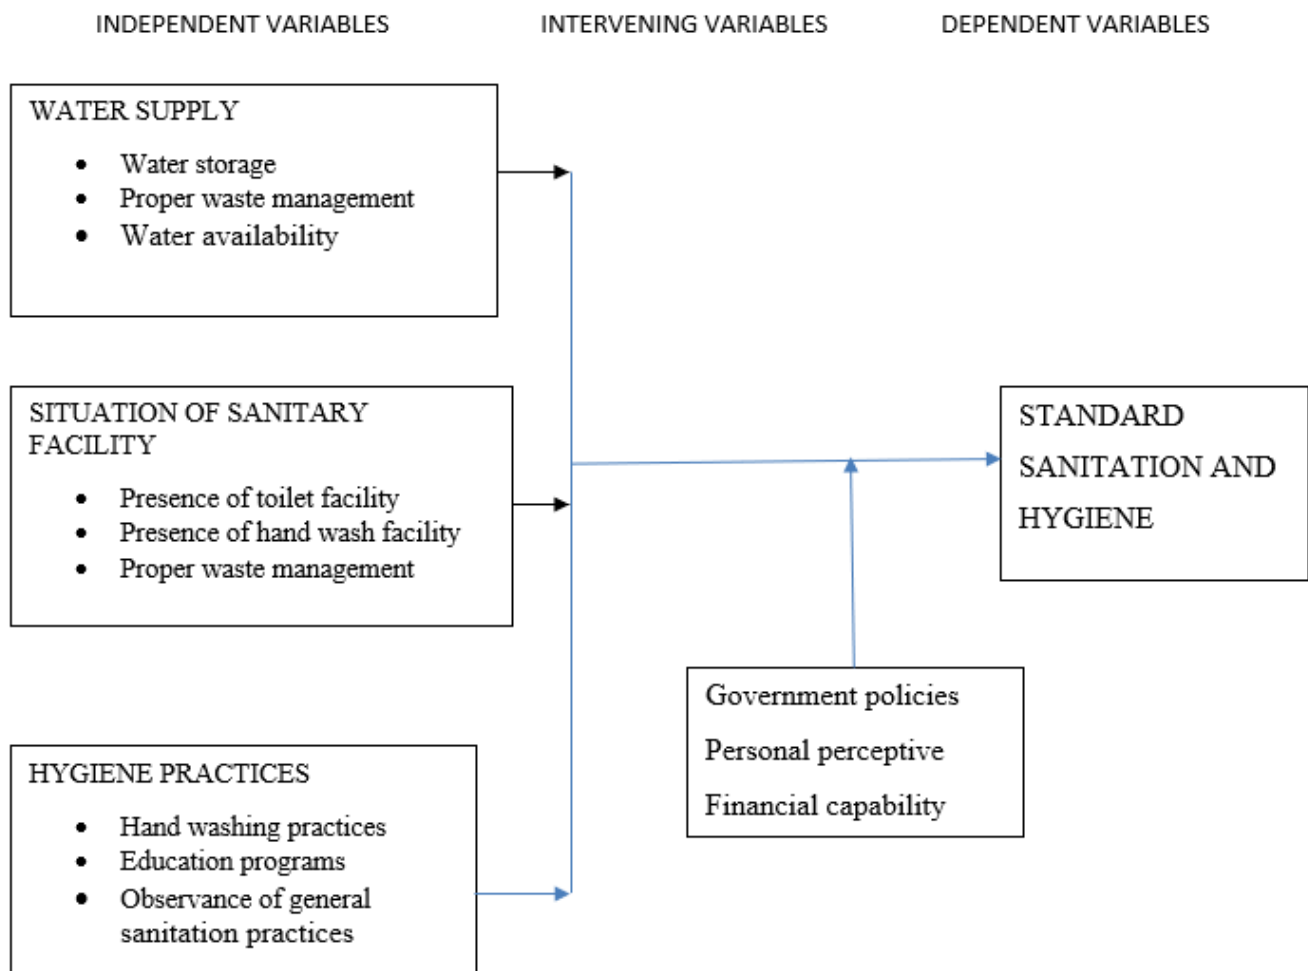 INDEPENDENT VARIABLES
INTERVENING VARIABLES
DEPENDENT VARIABLES
WATER SUPPLY
• Water storage
• Proper waste management
• Water availability
SITUATION OF SANITARY
FACILITY
• Presence of toilet facility
• Presence of hand wash facility
• Proper waste management
STANDARD
SANITATION AND
HYGIENE
Government policies
Personal perceptive
Financial capability
HYGIENE PRACTICES
• Hand washing practices
• Education programs
• Observance of general
sanitation practices